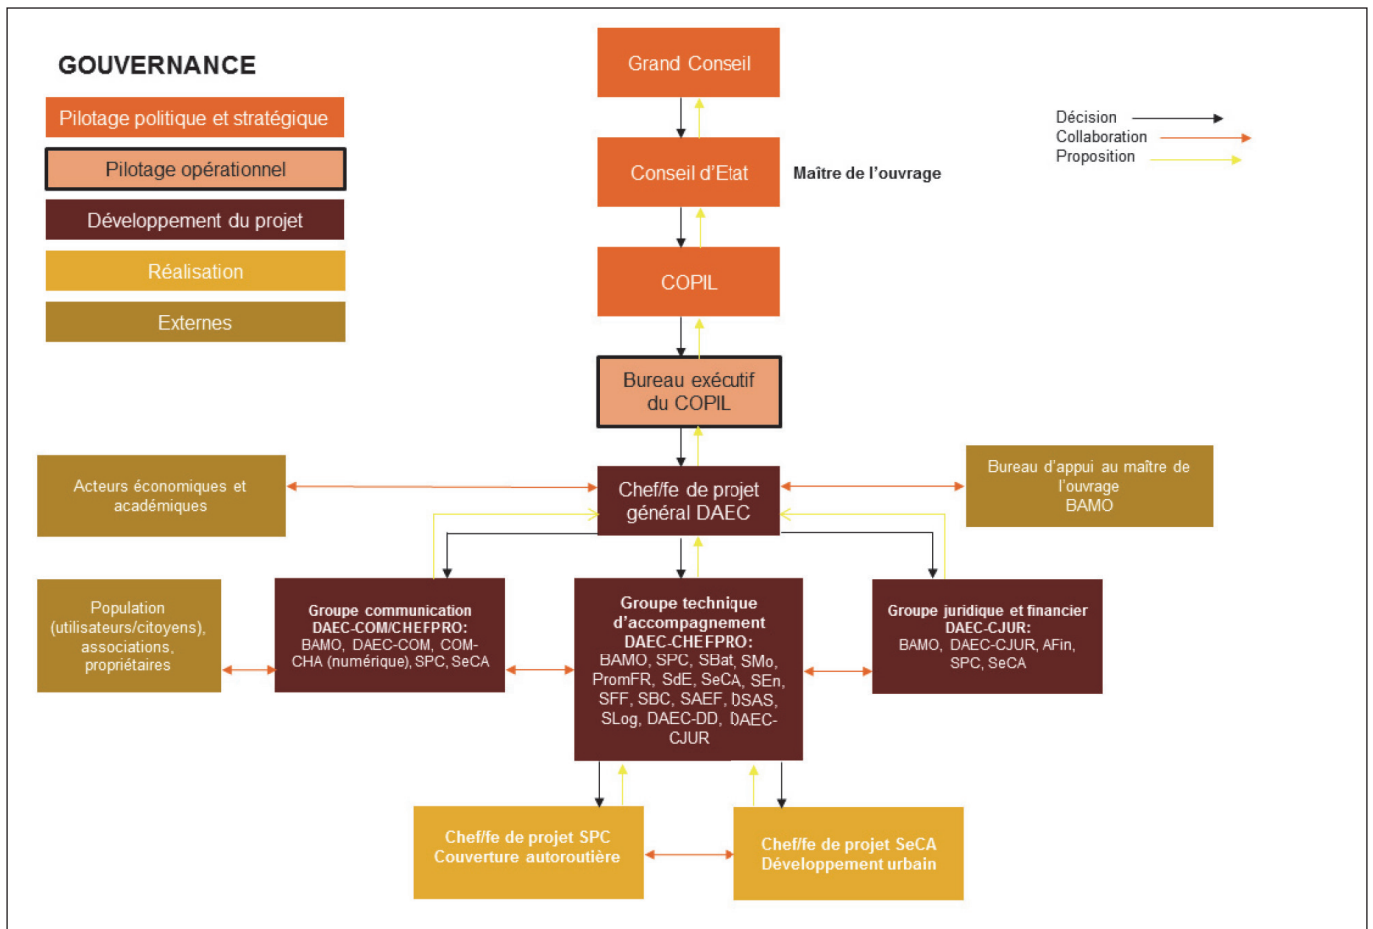 GOUVERNANCE
Pilotage politique et stratégique
Pilotage opérationnel
Développement du projet
Réalisation
Externes
Grand Conseil
Conseil d'Etat
Maître de l'ouvrage
Décision
Collaboration
Proposition
COPIL
Bureau exécutif
du COPIL
Acteurs économiques et
académiques
Chef/fe de projet
général DAEC
Bureau d'appui au maître de
l'ouvrage
BAMO
Population
(utilisateurs/citoyens),
associations,
propriétaires
Groupe communication
DAEC-COM/CHEFPRO:
BAMO, DAEC-COM, COM-
CHA (numérique), SPC, SeCA
Groupe technique
d'accompagnement
DAEC-CHEFPRO:
BAMO, SPC, SBat, SMo,
PromFR, SdE, SeCA, SEn,
SFF, SBC, SAEF, DSAS,
SLog, DAEC-DD, DAEC-
CJUR
Groupe juridique et financier
DAEC-CJUR:
BAMO, DAEC-CJUR, AFin,
SPC, SeCA
Chef/fe de projet SPC
Couverture autoroutière
Chef/fe de projet SeCA
Développement urbain